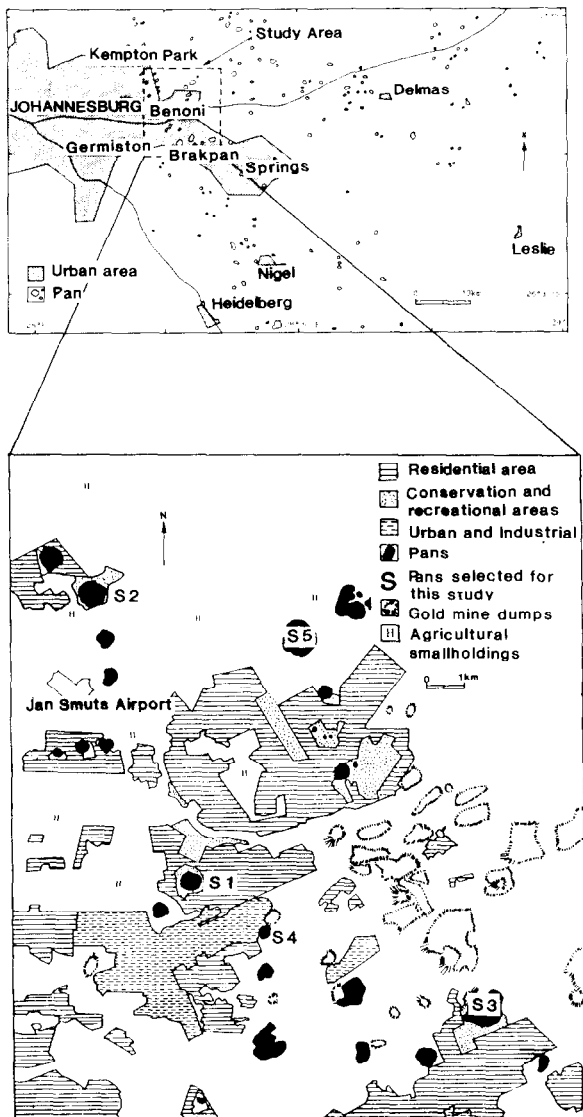 Study Area
Kempton Park
Delmas
JOHANNESBURG
Benoni
Germiston
Brakpan
Springs
Leslie
Urban area
Pan
Nigel
Heidelberg
10km
Residential area
Conservation and
recreational areas
Urban and Industrial
Pans
S Pans selected for
this study
Gold mine dumps
H Agricultural
smallholdings
0 1km
N
S2
S5
Jan Smuts Airport
S1
S4
S3